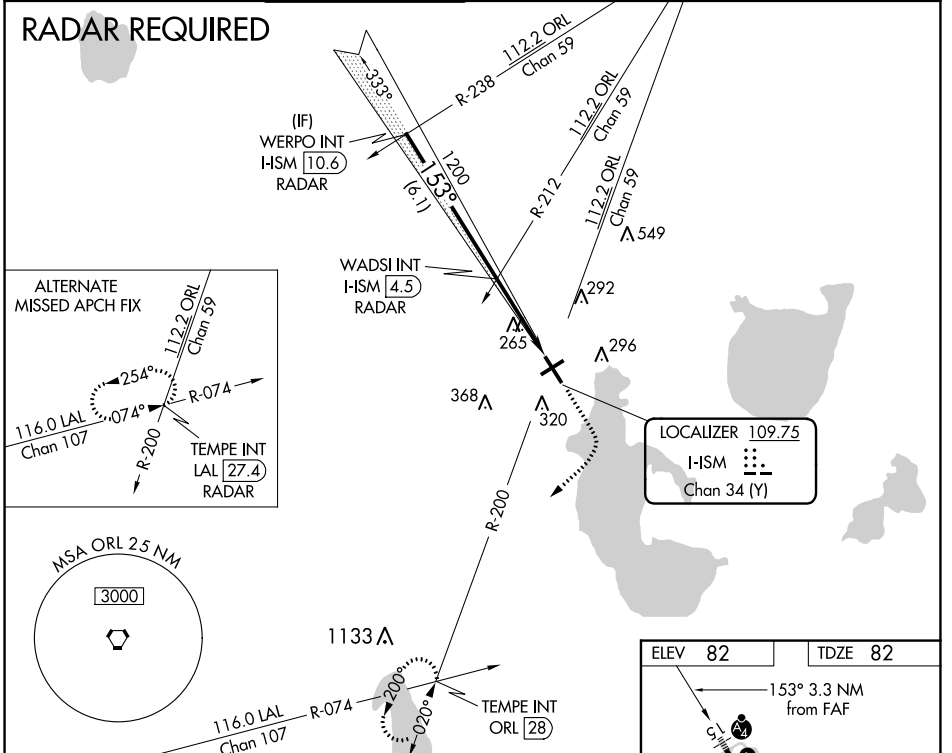 RADAR REQUIRED
112.2 ORL
Chan 59
R-238
333°
(IF)
WERPO INT
I-ISM 10.6
RADAR
1200
153°
(6.1)
112.2 ORL
Chan 59
R-212
112.2 ORL
Chan 59
549
WADSI INT
I-ISM 4.5
RADAR
292
265
296
368
320
ALTERNATE
MISSED APCH FIX
112.2 ORL
Chan 59
254°
074°
R-074
116.0 LAL
Chan 107
R-200
TEMPE INT
LAL 27.4
RADAR
LOCALIZER 109.75
I-ISM
Chan 34 (Y)
R-200
MSA ORL 25 NM
3000
1133
200°
020°
116.0 LAL
Chan 107
R-074
TEMPE INT
ORL 28
ELEV 82
TDZE 82
153° 3.3 NM
from FAF
15
A4